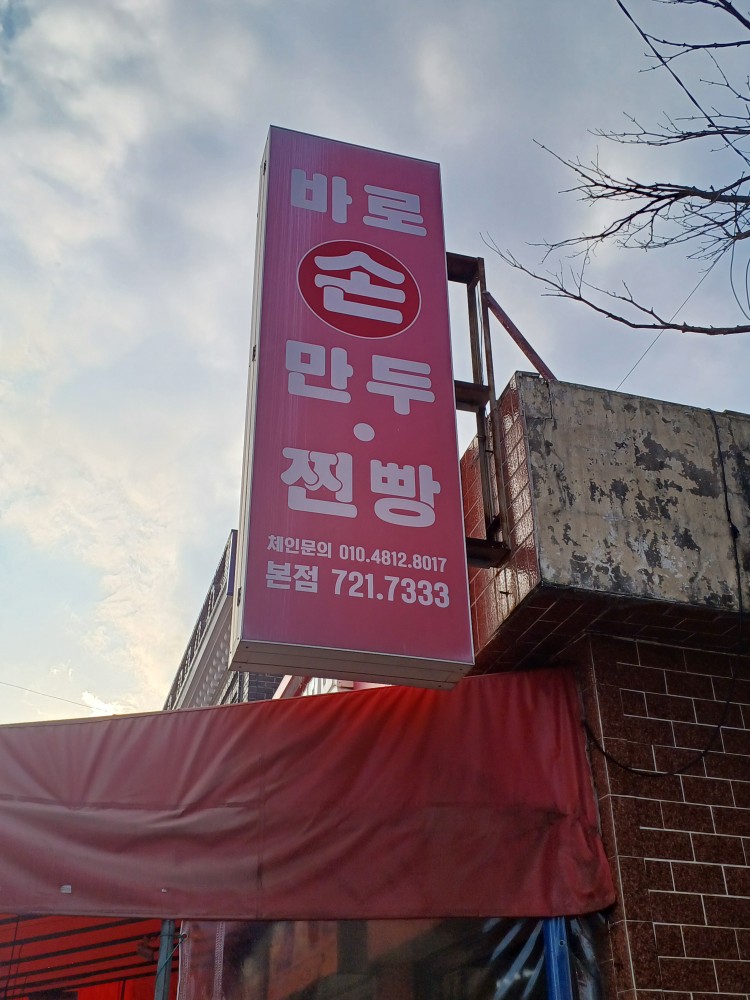 바로
손
만두
·
찐빵
체인문의 010.4812.8017
본점 721.7333